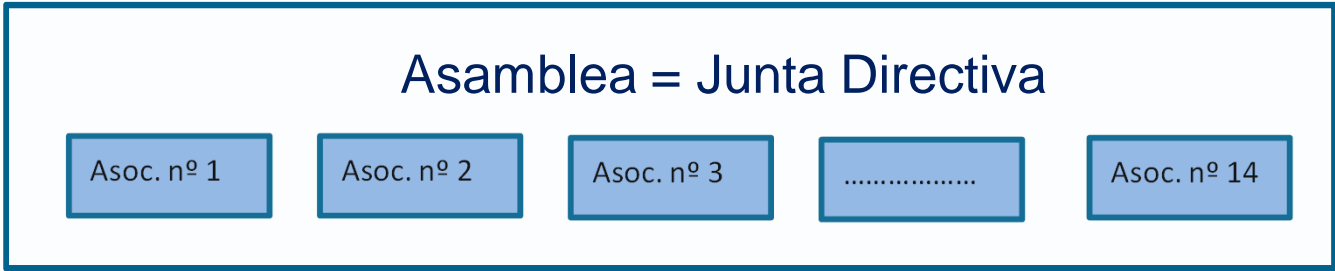 Asamblea = Junta Directiva
Asoc. nº 1
Asoc. nº 2
Asoc. nº 3
………………
Asoc. nº 14